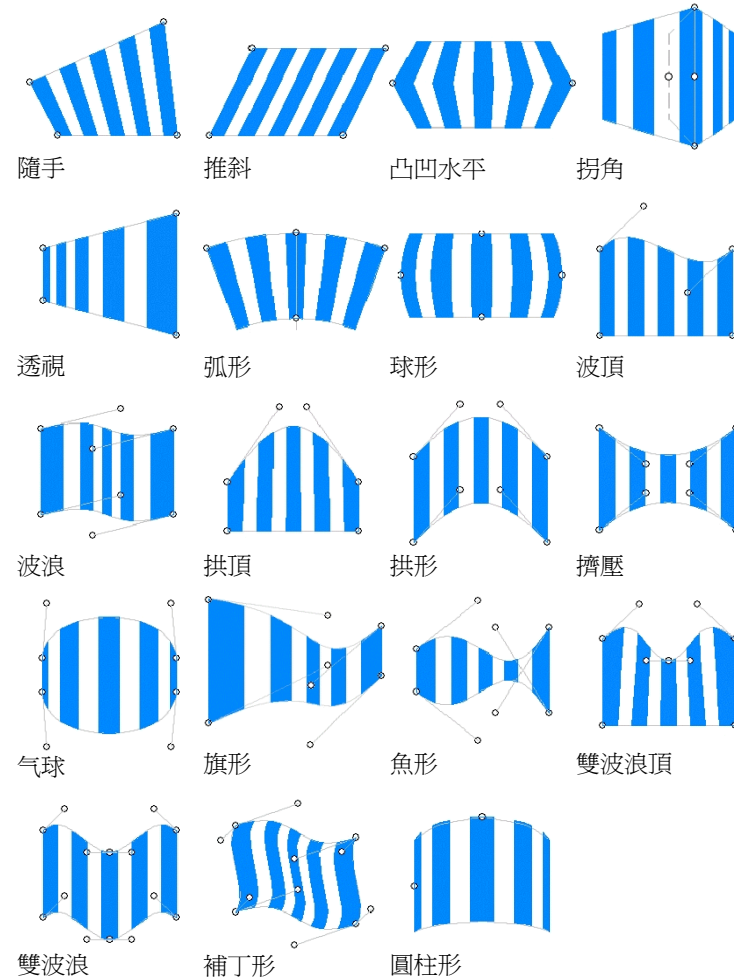 隨手 推斜 凸凹水平 拐角
透視 弧形 球形 波頂
波浪 拱頂 拱形 擠壓
气球 旗形 魚形 雙波浪頂
雙波浪 補丁形 圓柱形